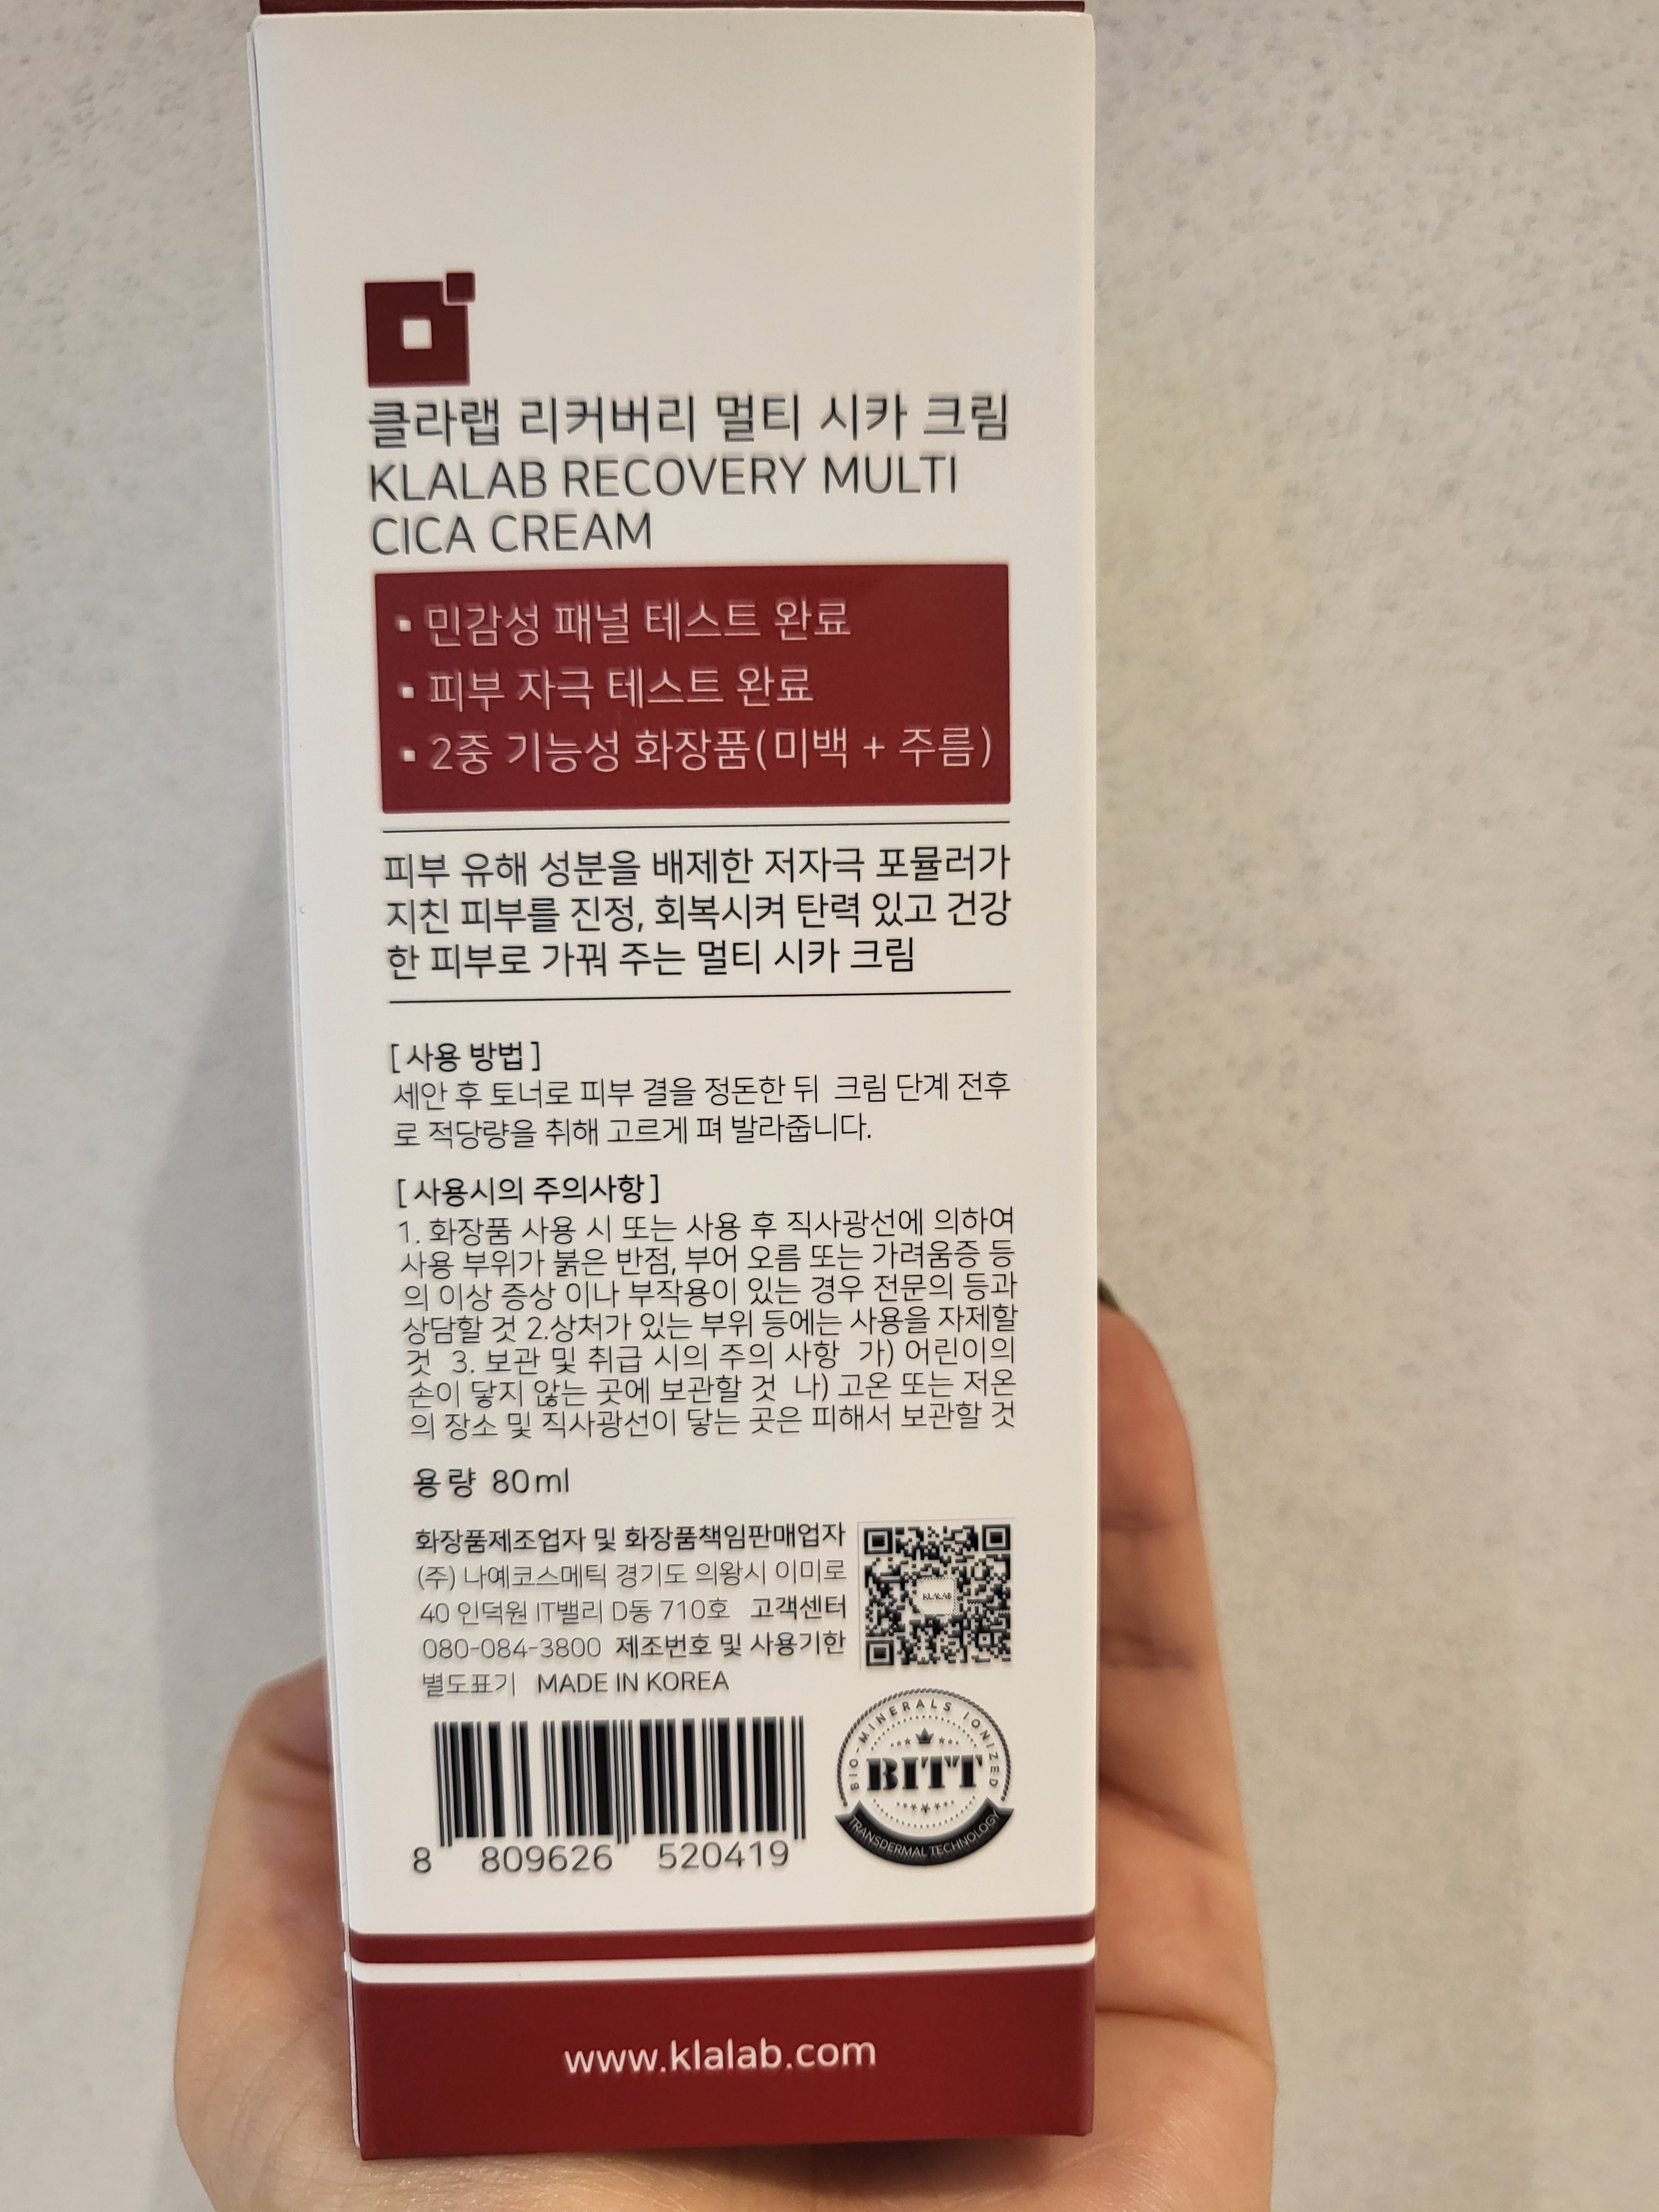 클라랩 리커버리 멀티 시카 크림
KLALAB RECOVERY MULTI
CICA CREAM
▪ 민감성 패널 테스트 완료
▪ 피부 자극 테스트 완료
▪ 2중 기능성 화장품(미백 + 주름)
피부 유해 성분을 배제한 저자극 포뮬러가
지친 피부를 진정, 회복시켜 탄력 있고 건강
한 피부로 가꿔 주는 멀티 시카 크림
[사용 방법]
세안 후 토너로 피부 결을 정돈한 뒤 크림 단계 전후
로 적당량을 취해 고르게 펴 발라줍니다.
[사용시의 주의사항]
1. 화장품 사용 시 또는 사용 후 직사광선에 의하여
사용 부위가 붉은 반점, 부어 오름 또는 가려움증 등
의 이상 증상 이나 부작용이 있는 경우 전문의 등과
상담할 것 2.상처가 있는 부위 등에는 사용을 자제할
것 3. 보관 및 취급 시의 주의 사항 가) 어린이의
손이 닿지 않는 곳에 보관할 것 나) 고온 또는 저온
의 장소 및 직사광선이 닿는 곳은 피해서 보관할 것
용량 80ml
화장품제조업자 및 화장품책임판매업자
(주) 나예코스메틱 경기도 의왕시 이미로
40 인덕원 IT밸리 D동 710호 고객센터
080-084-3800 제조번호 및 사용기한
별도표기 MADE IN KOREA
KLALAB
BIO-MINERALS IONIZED
BITT
TRANSDERMAL TECHNOLOGY
8 809626 520419
www.klalab.com